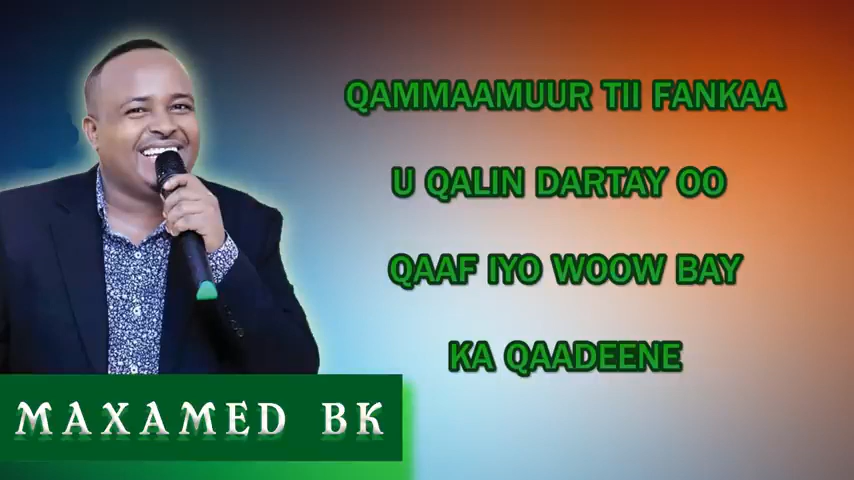 QAMMAAMUUR TII FANKAA
U QALIN DARTAY OO
QAAF IYO WOOW BAY
KA QAADEENE
MAXAMED BK